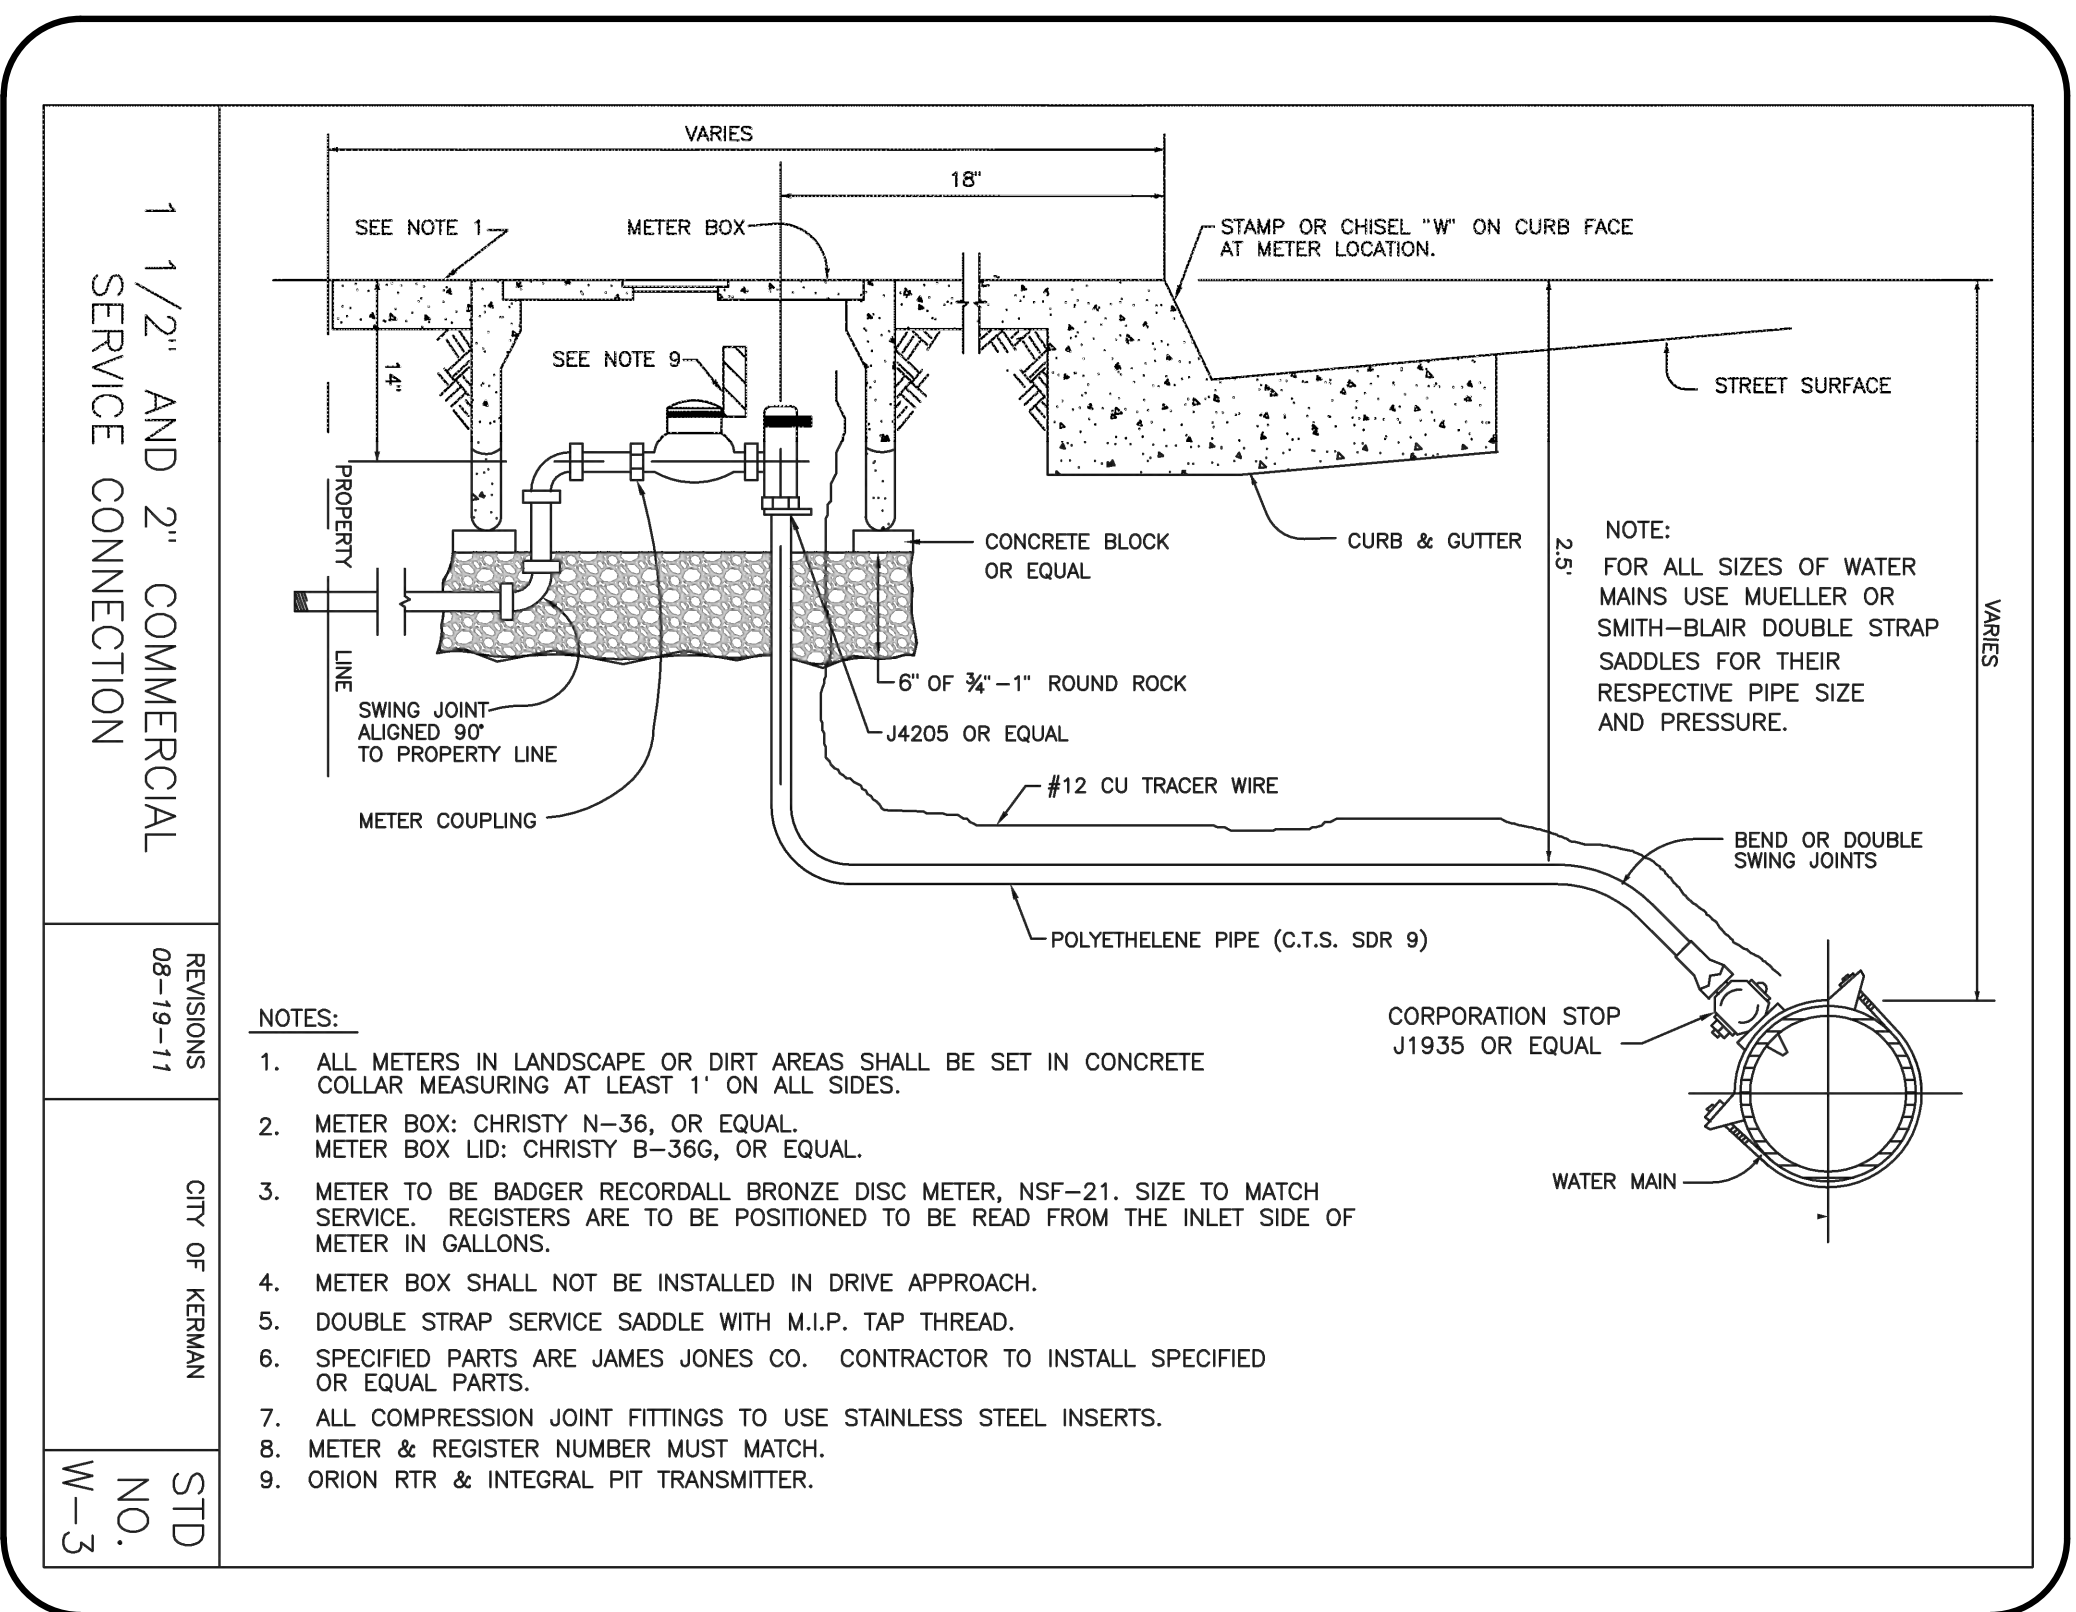 VARIES
18"
SEE NOTE 1
METER BOX
STAMP OR CHISEL "W" ON CURB FACE
AT METER LOCATION.
SEE NOTE 9
14"
STREET SURFACE
PROPERTY LINE
CONCRETE BLOCK
OR EQUAL
CURB & GUTTER
2.5'
NOTE:
FOR ALL SIZES OF WATER
MAINS USE MUELLER OR
SMITH-BLAIR DOUBLE STRAP
SADDLES FOR THEIR
RESPECTIVE PIPE SIZE
AND PRESSURE.
VARIES
6" OF ¾"-1" ROUND ROCK
SWING JOINT
ALIGNED 90°
TO PROPERTY LINE
J4205 OR EQUAL
#12 CU TRACER WIRE
METER COUPLING
BEND OR DOUBLE
SWING JOINTS
POLYETHELENE PIPE (C.T.S. SDR 9)
CORPORATION STOP
J1935 OR EQUAL
WATER MAIN
NOTES:
1. ALL METERS IN LANDSCAPE OR DIRT AREAS SHALL BE SET IN CONCRETE
COLLAR MEASURING AT LEAST 1' ON ALL SIDES.
2. METER BOX: CHRISTY N-36, OR EQUAL.
METER BOX LID: CHRISTY B-36G, OR EQUAL.
3. METER TO BE BADGER RECORDALL BRONZE DISC METER, NSF-21. SIZE TO MATCH
SERVICE. REGISTERS ARE TO BE POSITIONED TO BE READ FROM THE INLET SIDE OF
METER IN GALLONS.
4. METER BOX SHALL NOT BE INSTALLED IN DRIVE APPROACH.
5. DOUBLE STRAP SERVICE SADDLE WITH M.I.P. TAP THREAD.
6. SPECIFIED PARTS ARE JAMES JONES CO. CONTRACTOR TO INSTALL SPECIFIED
OR EQUAL PARTS.
7. ALL COMPRESSION JOINT FITTINGS TO USE STAINLESS STEEL INSERTS.
8. METER & REGISTER NUMBER MUST MATCH.
9. ORION RTR & INTEGRAL PIT TRANSMITTER.
1 1/2" AND 2" COMMERCIAL
SERVICE CONNECTION
REVISIONS
08-19-11
CITY OF KERMAN
STD
NO.
W-3